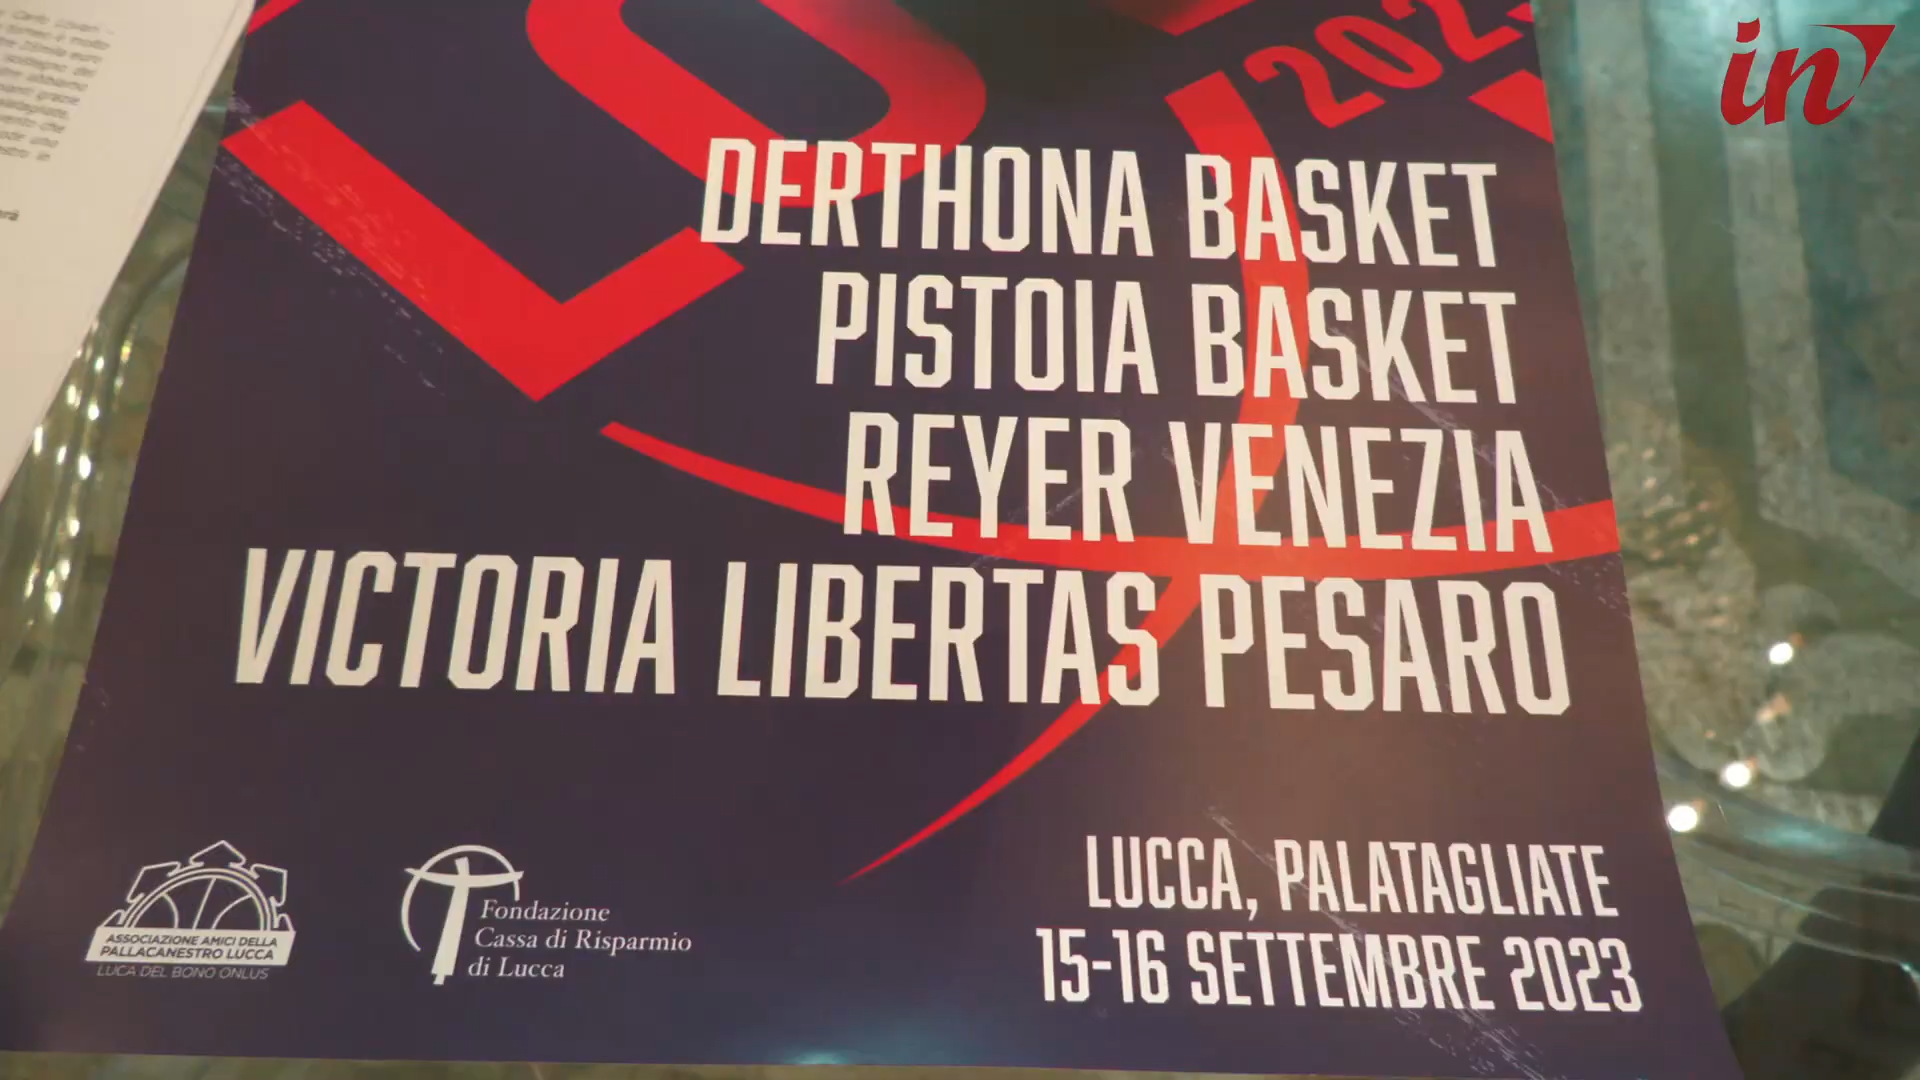 in
202
DERTHONA BASKET
PISTOIA BASKET
REYER VENEZIA
VICTORIA LIBERTAS PESARO
ASSOCIAZIONE AMICI DELLA
PALLACANESTRO LUCCA
LUCA DEL BONO ONLUS
Fondazione
Cassa di Risparmio
di Lucca
LUCCA, PALATAGLIATE
15-16 SETTEMBRE 2023